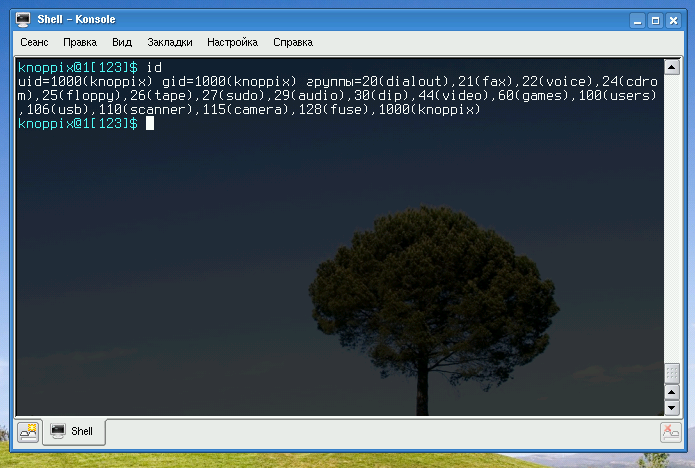 Shell – Konsole
Сеанс Правка Вид Закладки Настройка Справка
knoppix@1[123]$ id
uid=1000(knoppix) gid=1000(knoppix) группы=20(dialout),21(fax),22(voice),24(cdro
m),25(floppy),26(tape),27(sudo),29(audio),30(dip),44(video),60(games),100(users)
,106(usb),110(scanner),115(camera),128(fuse),1000(knoppix)
knoppix@1[123]$
Shell